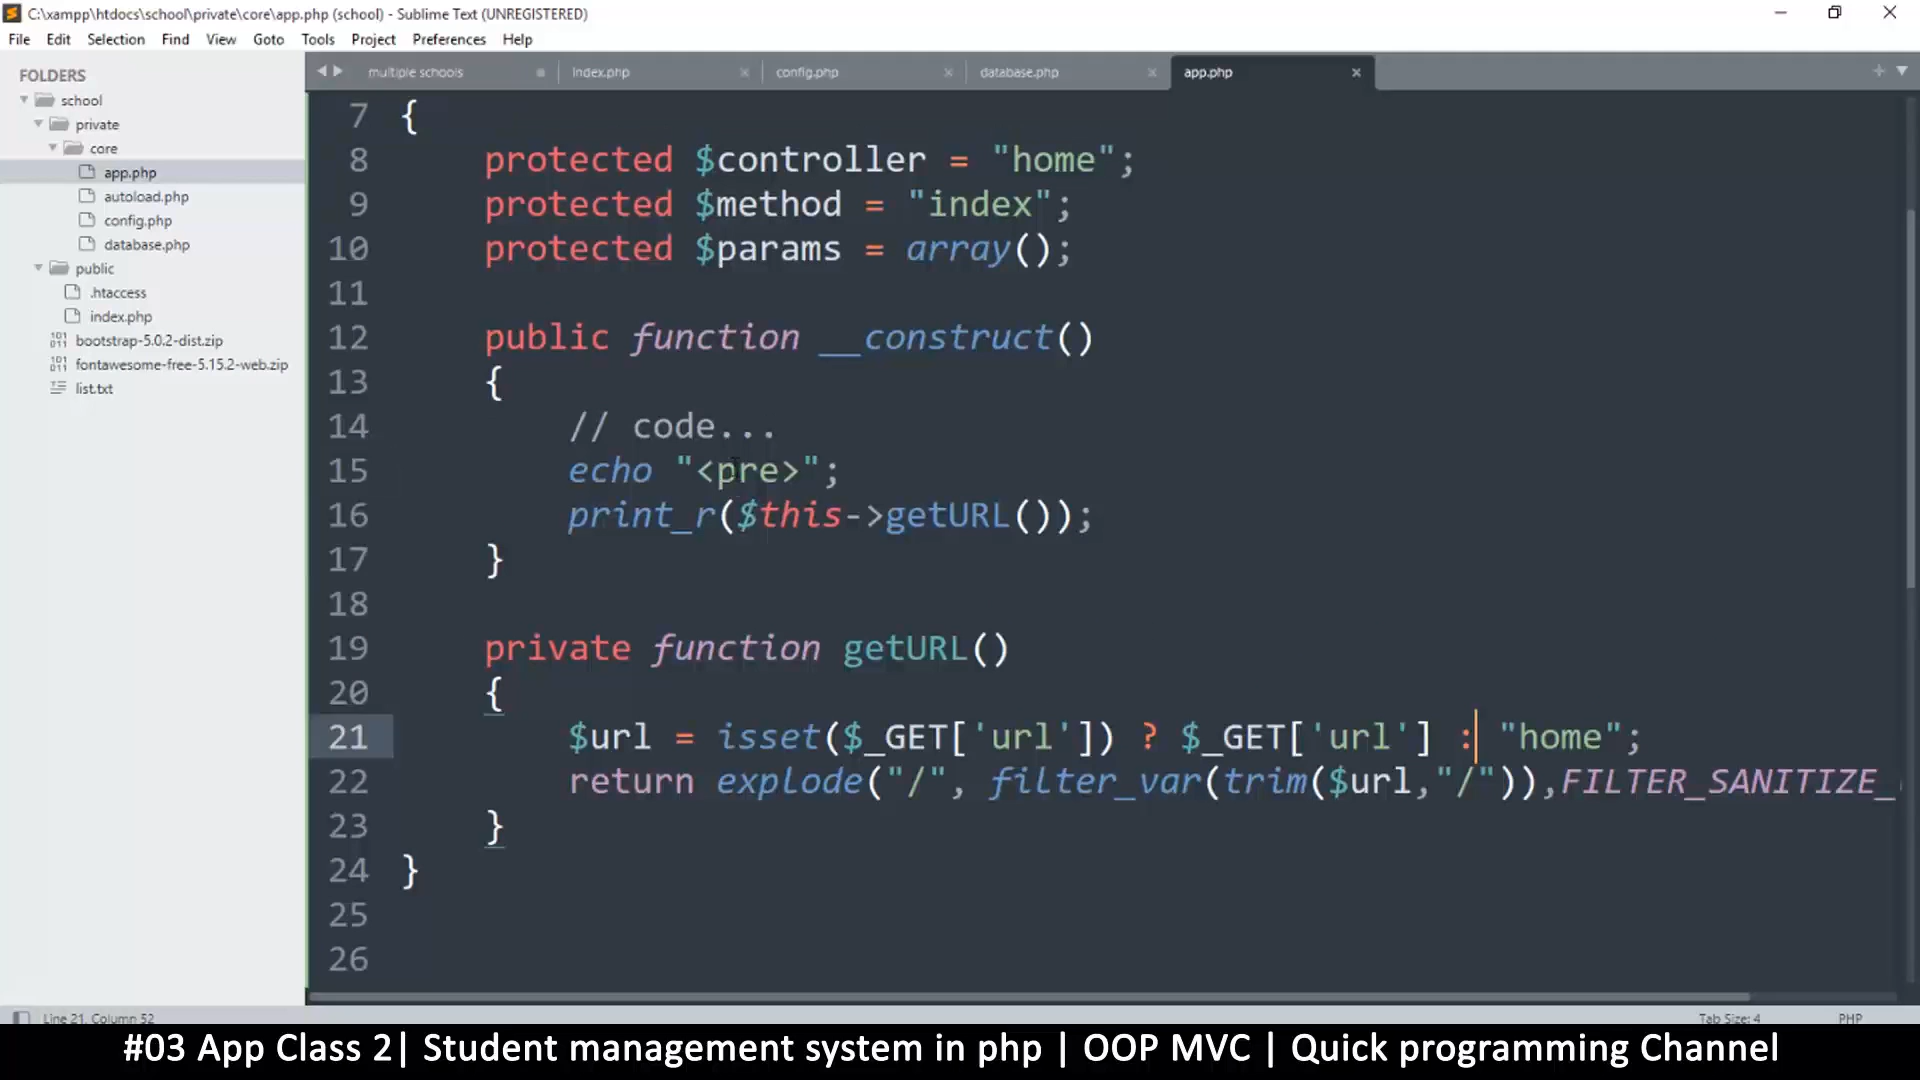 C:\xampp\htdocs\school\private\core\app.php (school) - Sublime Text (UNREGISTERED)
File Edit Selection Find View Goto Tools Project Preferences Help
FOLDERS
school
private
core
app.php
autoload.php
config.php
database.php
public
.htaccess
index.php
bootstrap-5.0.2-dist.zip
fontawesome-free-5.15.2-web.zip
list.txt
multiple schools index.php config.php database.php app.php
7 {
8 protected $controller = "home";
9 protected $method = "index";
10 protected $params = array();
11
12 public function __construct()
13 {
14 // code...
15 echo "<pre>";
16 print_r($this->getURL());
17 }
18
19 private function getURL()
20 {
21 $url = isset($_GET['url']) ? $_GET['url'] : "home";
22 return explode("/", filter_var(trim($url,"/")),FILTER_SANITIZE_
23 }
24 }
25
26
Line 21, Column 52 Tab Size: 4 PHP
#03 App Class 2| Student management system in php | OOP MVC | Quick programming Channel